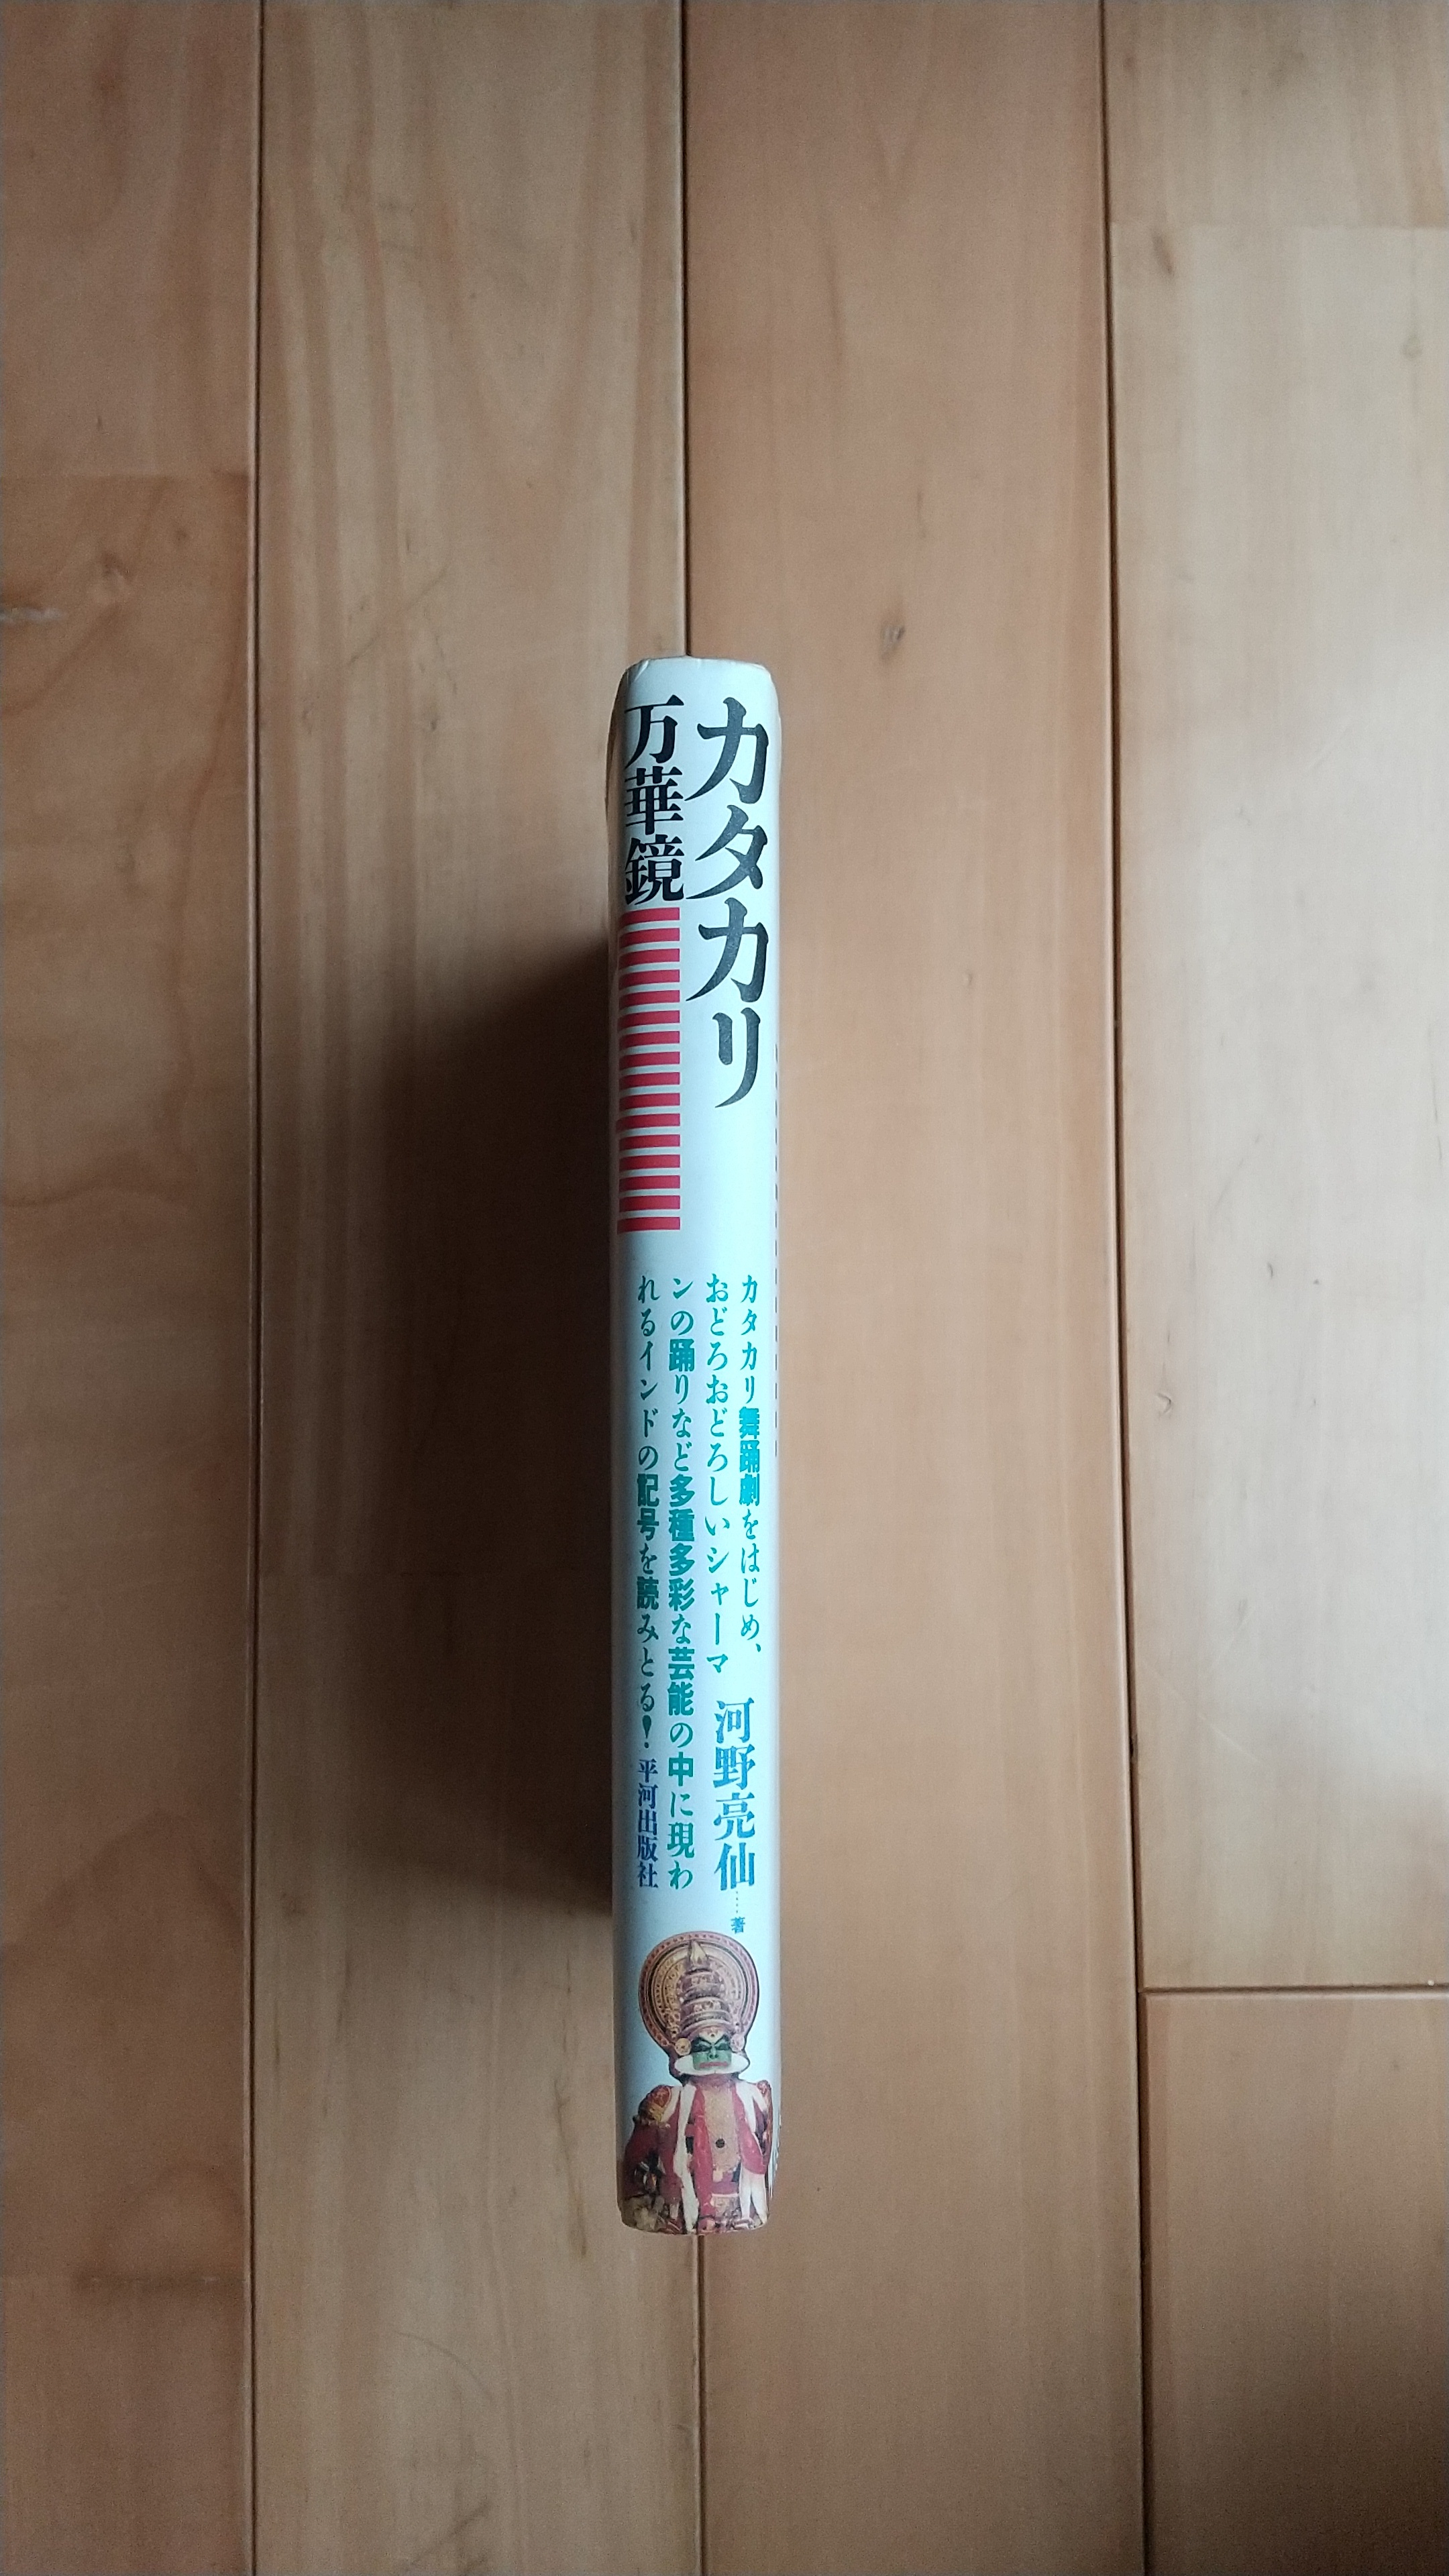 カタカリ
万華鏡
カタカリ舞踊劇をはじめ、
おどろおどろしいシャーマ
ンの踊りなど多種多彩な芸能の中に現わ
れるインドの記号を読みとる!
河野亮仙……著
平河出版社